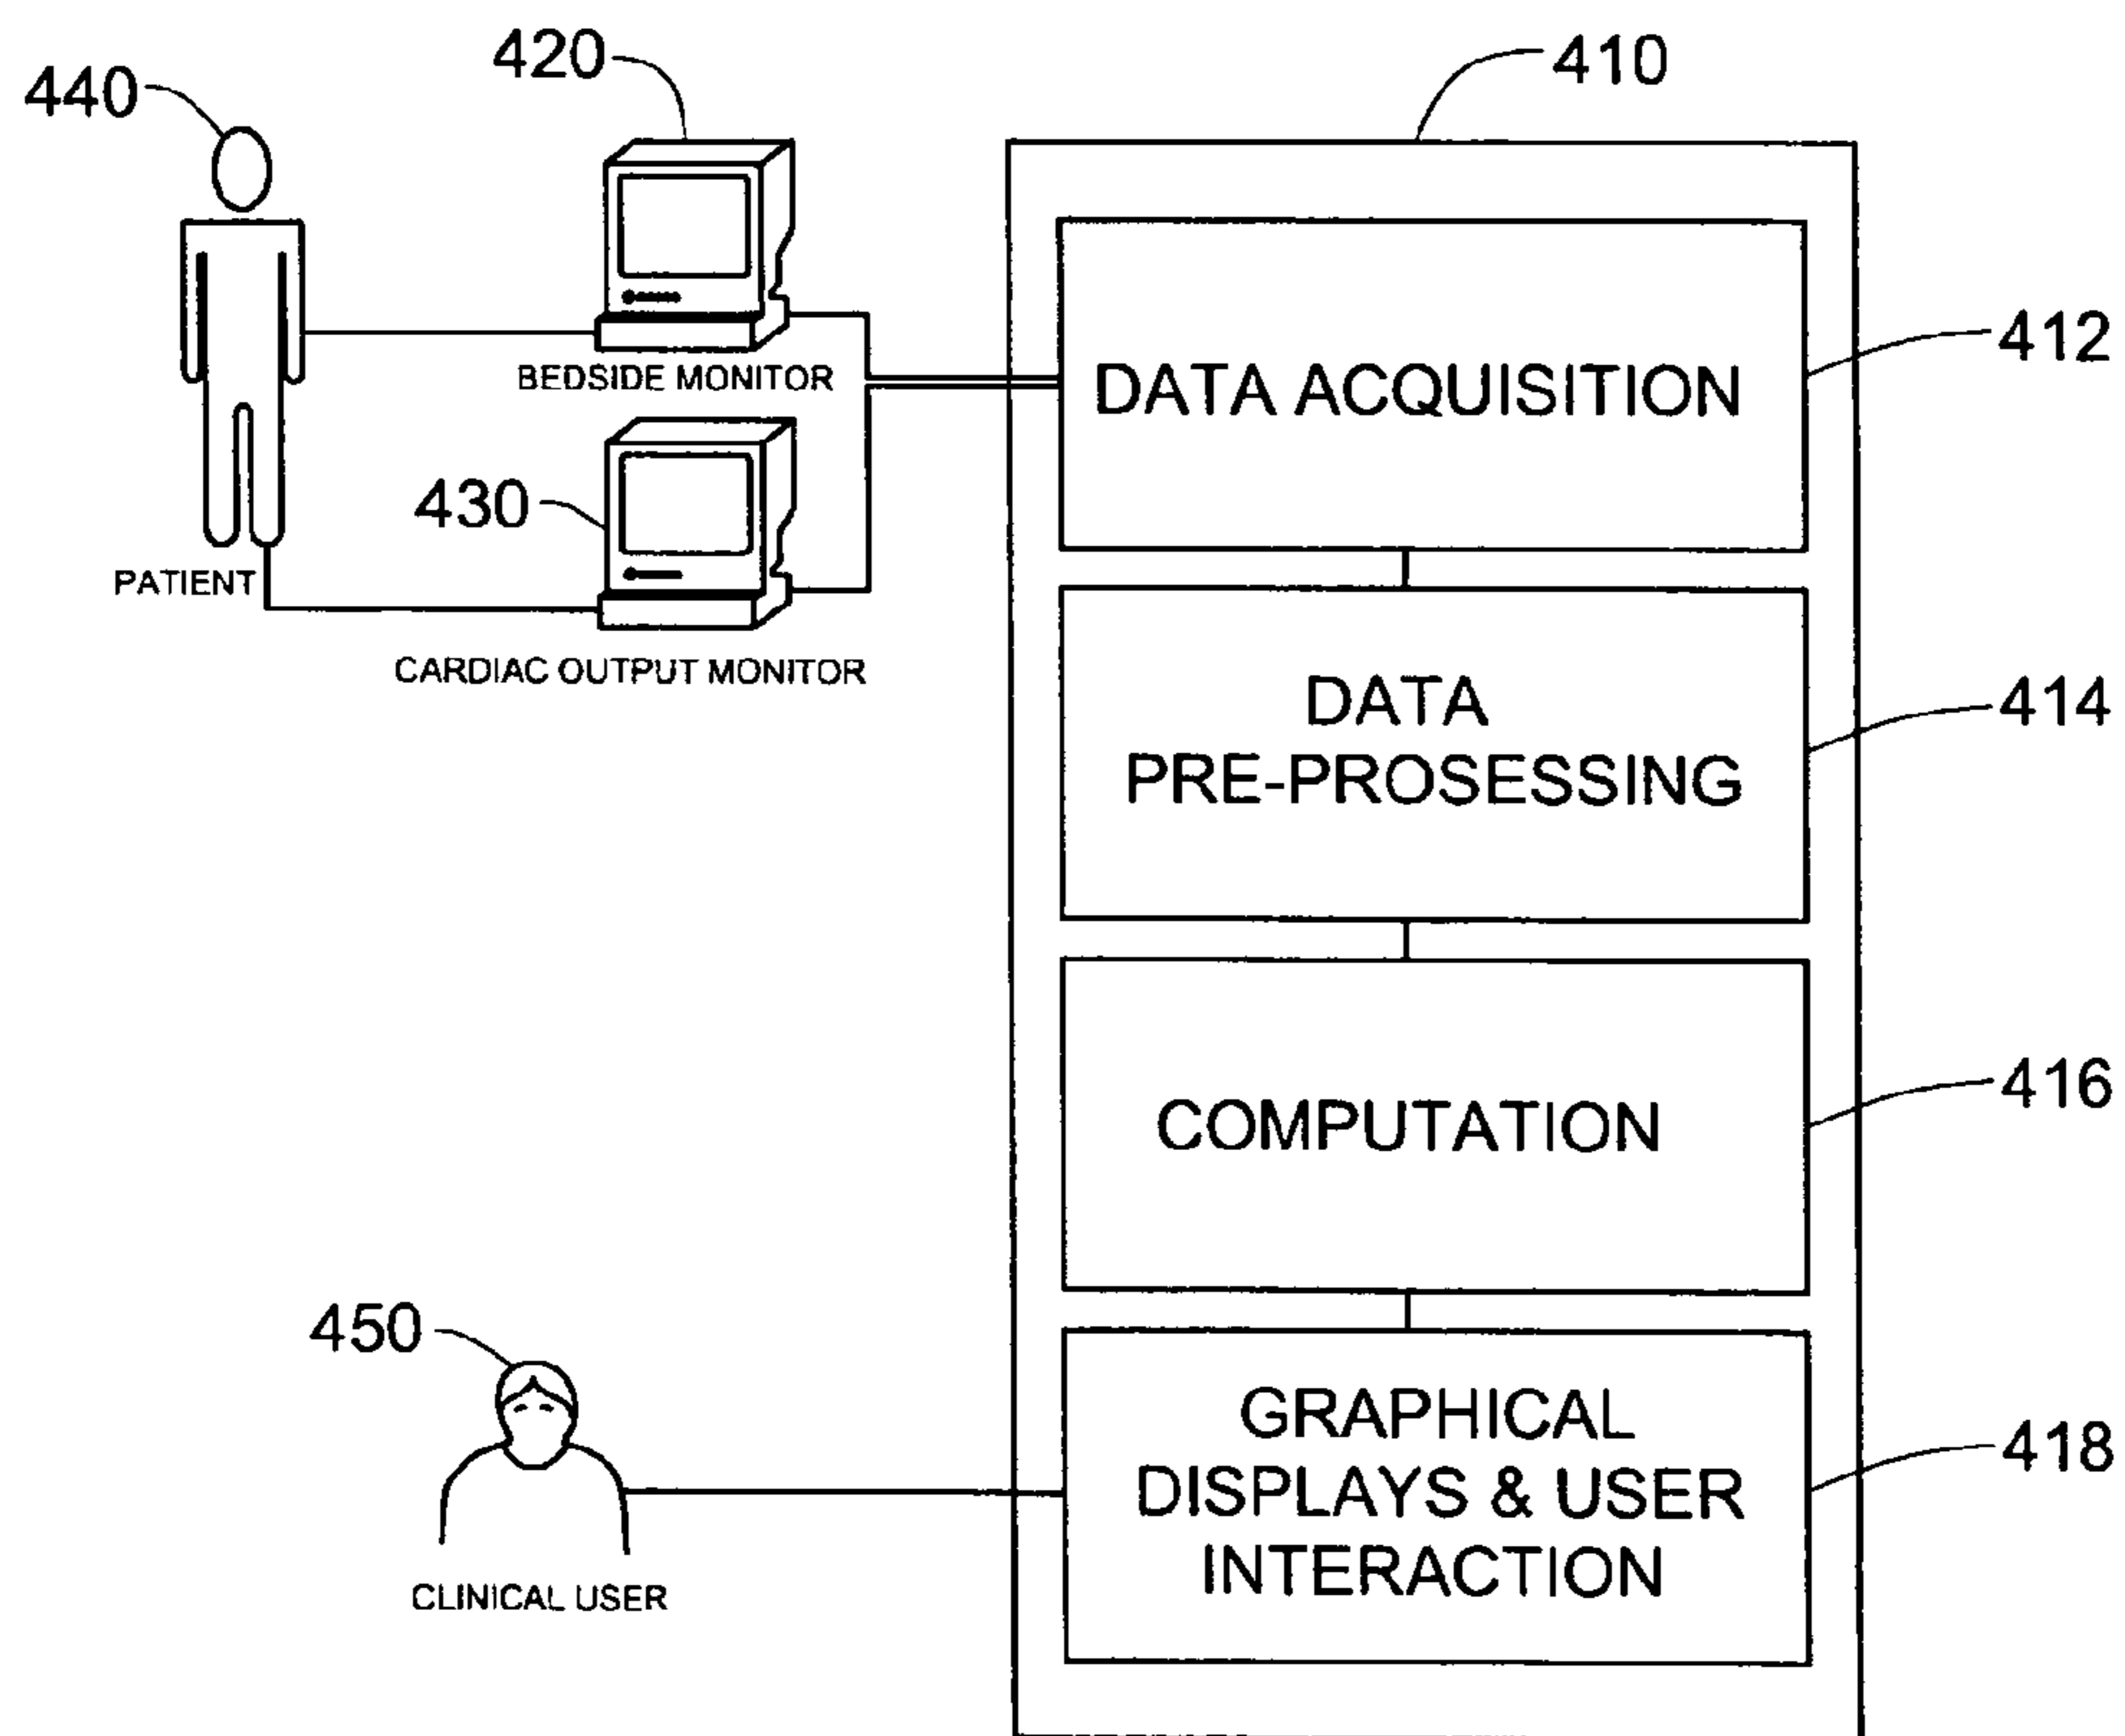 420
410
440
412
BEDSIDE MONITOR
DATA ACQUISITION
430
PATIENT
CARDIAC OUTPUT MONITOR
414
DATA
PRE-PROSESSING
416
COMPUTATION
450
418
GRAPHICAL
DISPLAYS & USER
INTERACTION
CLINICAL USER